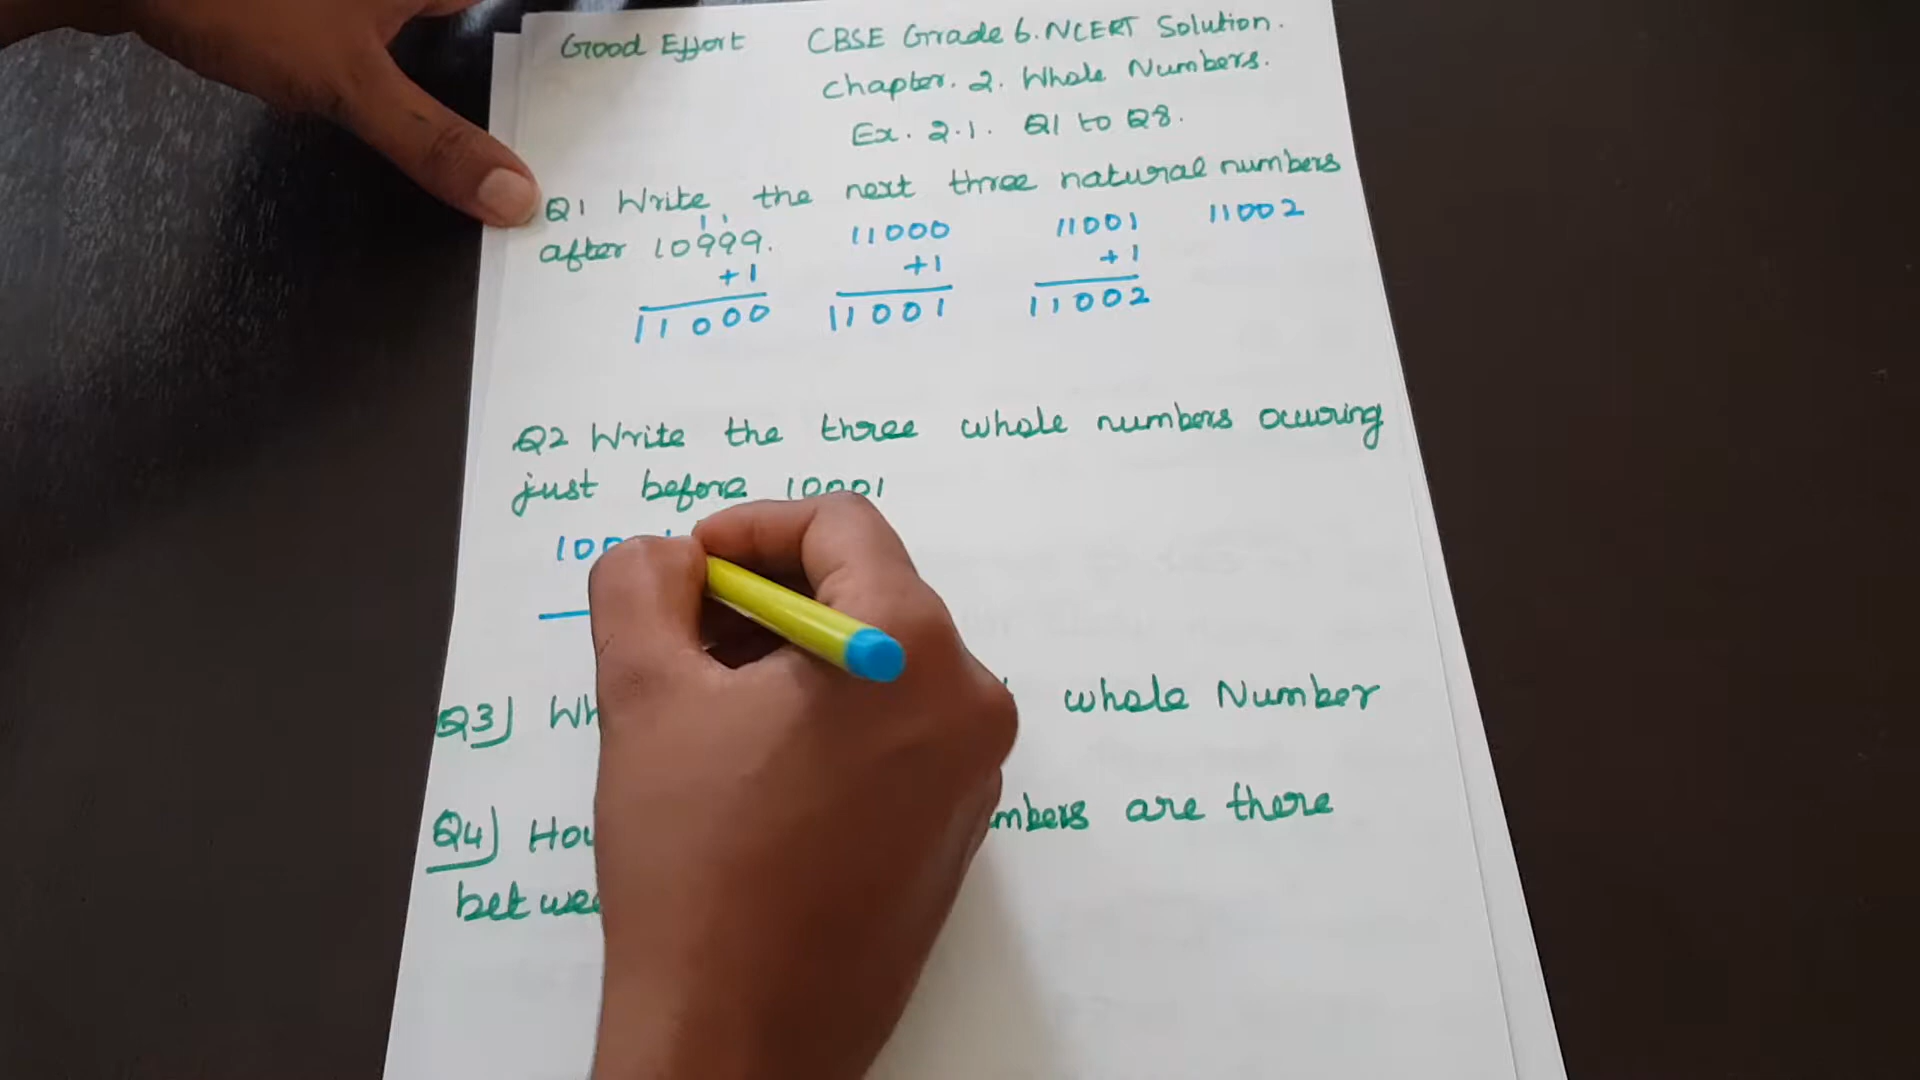 Good Effort CBSE Grade 6. NCERT Solution.
Chapter. 2. Whole Numbers.
Ex. 2.1. Q1 to Q8.
Q1 Write the next three natural numbers
after 10999. 11000 11001 11002
+1 +1 +1
11000 11001 11002
Q2 Write the three whole numbers occuring
just before 10001
Q3) whole Number
Q4) are there